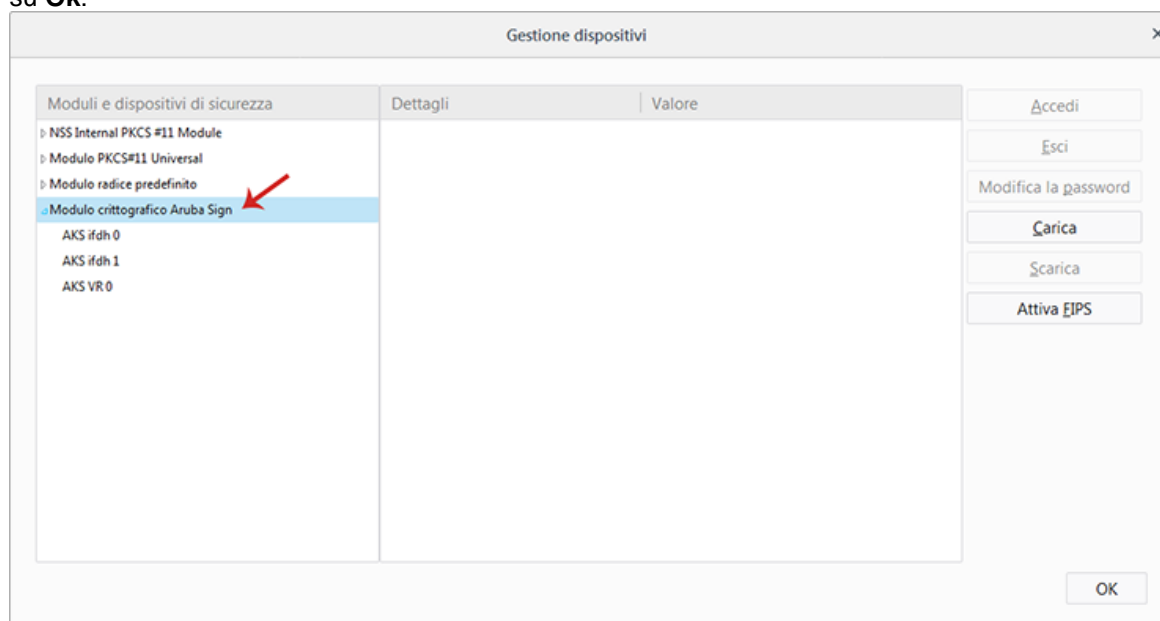 su Ok.
Gestione dispositivi
Moduli e dispositivi di sicurezza Dettagli Valore
NSS Internal PKCS #11 Module
Modulo PKCS#11 Universal
Modulo radice predefinito
Modulo crittografico Aruba Sign
AKS ifdh 0
AKS ifdh 1
AKS VR 0
Accedi
Esci
Modifica la password
Carica
Scarica
Attiva FIPS
OK